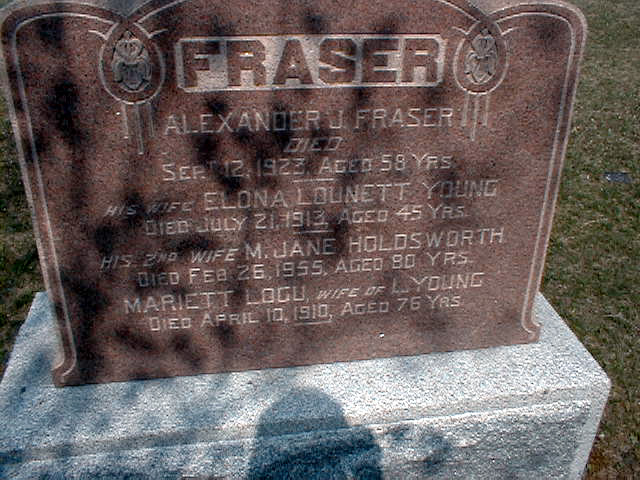 FRASER
ALEXANDER J. FRASER
DIED
SEPT. 12, 1923, AGED 58 YRS.
HIS WIFE ELONA LOUNETT YOUNG
DIED JULY 21, 1913, AGED 45 YRS.
HIS 2ND WIFE M. JANE HOLDSWORTH
DIED FEB 26, 1955, AGED 80 YRS.
MARIETT LOGU, WIFE OF L. YOUNG
DIED APRIL 10, 1910, AGED 76 YRS